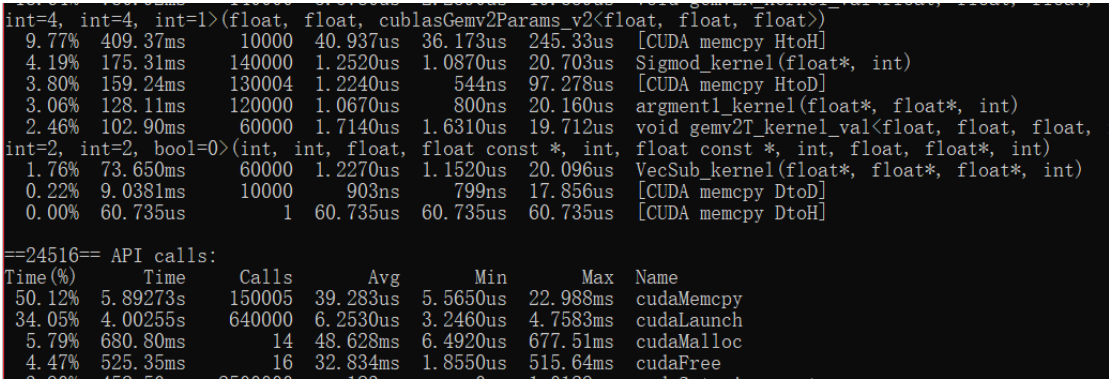 int=4, int=4, int=1>(float, float, cublasGemv2Params_v2<float, float, float>)
9.77% 409.37ms 10000 40.937us 36.173us 245.33us [CUDA memcpy HtoH]
4.19% 175.31ms 140000 1.2520us 1.0870us 20.703us Sigmod_kernel(float*, int)
3.80% 159.24ms 130004 1.2240us 544ns 97.278us [CUDA memcpy HtoD]
3.06% 128.11ms 120000 1.0670us 800ns 20.160us argment1_kernel(float*, float*, int)
2.46% 102.90ms 60000 1.7140us 1.6310us 19.712us void gemv2T_kernel_val<float, float, float,
int=2, int=2, bool=0>(int, int, float, float const *, int, float const *, int, float, float*, int)
1.76% 73.650ms 60000 1.2270us 1.1520us 20.096us VecSub_kernel(float*, float*, float*, int)
0.22% 9.0381ms 10000 903ns 799ns 17.856us [CUDA memcpy DtoD]
0.00% 60.735us 1 60.735us 60.735us 60.735us [CUDA memcpy DtoH]
==24516== API calls:
Time(%) Time Calls Avg Min Max Name
50.12% 5.89273s 150005 39.283us 5.5650us 22.988ms cudaMemcpy
34.05% 4.00255s 640000 6.2530us 3.2460us 4.7583ms cudaLaunch
5.79% 680.80ms 14 48.628ms 6.4920us 677.51ms cudaMalloc
4.47% 525.35ms 16 32.834ms 1.8550us 515.64ms cudaFree